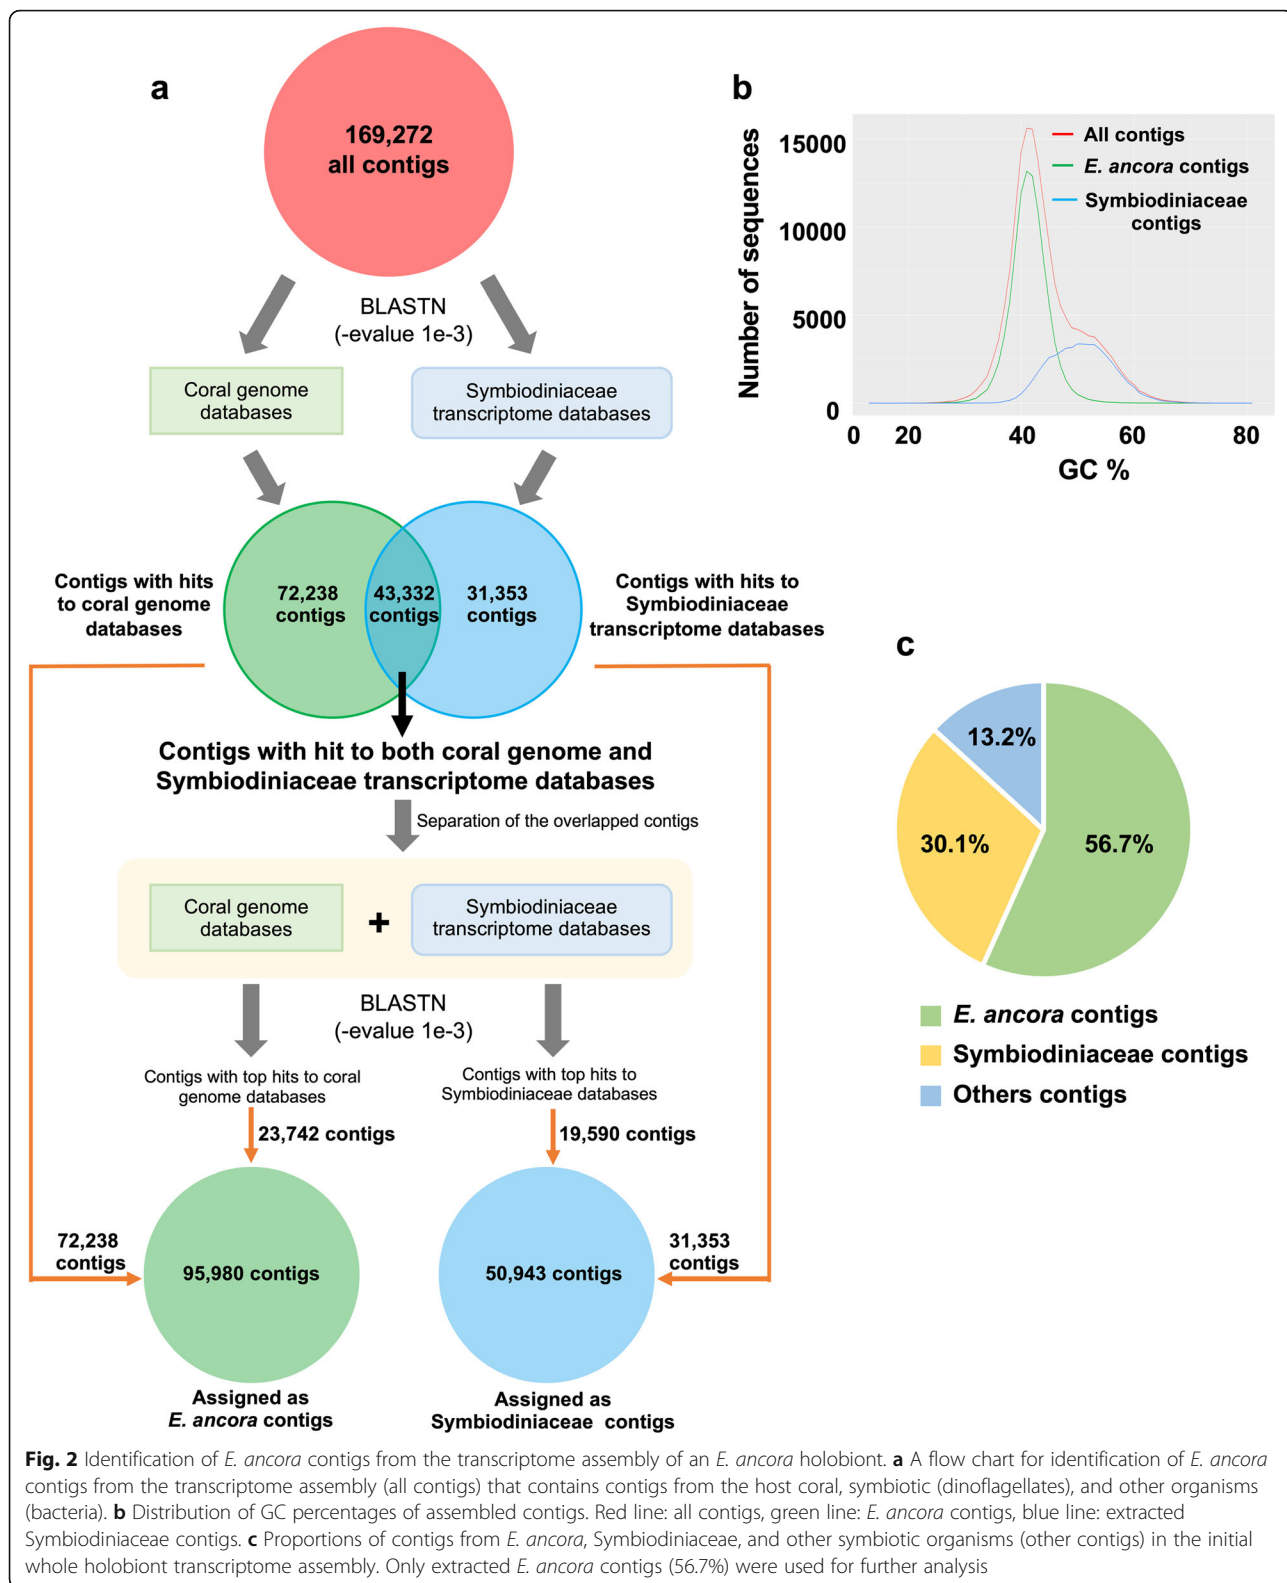 a
169,272
all contigs
BLASTN
(-evalue 1e-3)
Coral genome
databases
Symbiodiniaceae
transcriptome databases
Contigs with hits
to coral genome
databases
72,238
contigs
43,332
contigs
31,353
contigs
Contigs with hits to
Symbiodiniaceae
transcriptome databases
Contigs with hit to both coral genome and
Symbiodiniaceae transcriptome databases
Separation of the overlapped contigs
Coral genome
databases
+
Symbiodiniaceae
transcriptome databases
BLASTN
(-evalue 1e-3)
Contigs with top hits to coral
genome databases
Contigs with top hits to
Symbiodiniaceae databases
23,742 contigs
19,590 contigs
72,238
contigs
95,980 contigs
50,943 contigs
31,353
contigs
Assigned as
E. ancora contigs
Assigned as
Symbiodiniaceae contigs
b
Number of sequences
15000
10000
5000
0
0 20 40 60 80
GC %
All contigs
E. ancora contigs
Symbiodiniaceae
contigs
c
13.2%
30.1%
56.7%
E. ancora contigs
Symbiodiniaceae contigs
Others contigs
Fig. 2 Identification of E. ancora contigs from the transcriptome assembly of an E. ancora holobiont. a A flow chart for identification of E. ancora
contigs from the transcriptome assembly (all contigs) that contains contigs from the host coral, symbiotic (dinoflagellates), and other organisms
(bacteria). b Distribution of GC percentages of assembled contigs. Red line: all contigs, green line: E. ancora contigs, blue line: extracted
Symbiodiniaceae contigs. c Proportions of contigs from E. ancora, Symbiodiniaceae, and other symbiotic organisms (other contigs) in the initial
whole holobiont transcriptome assembly. Only extracted E. ancora contigs (56.7%) were used for further analysis